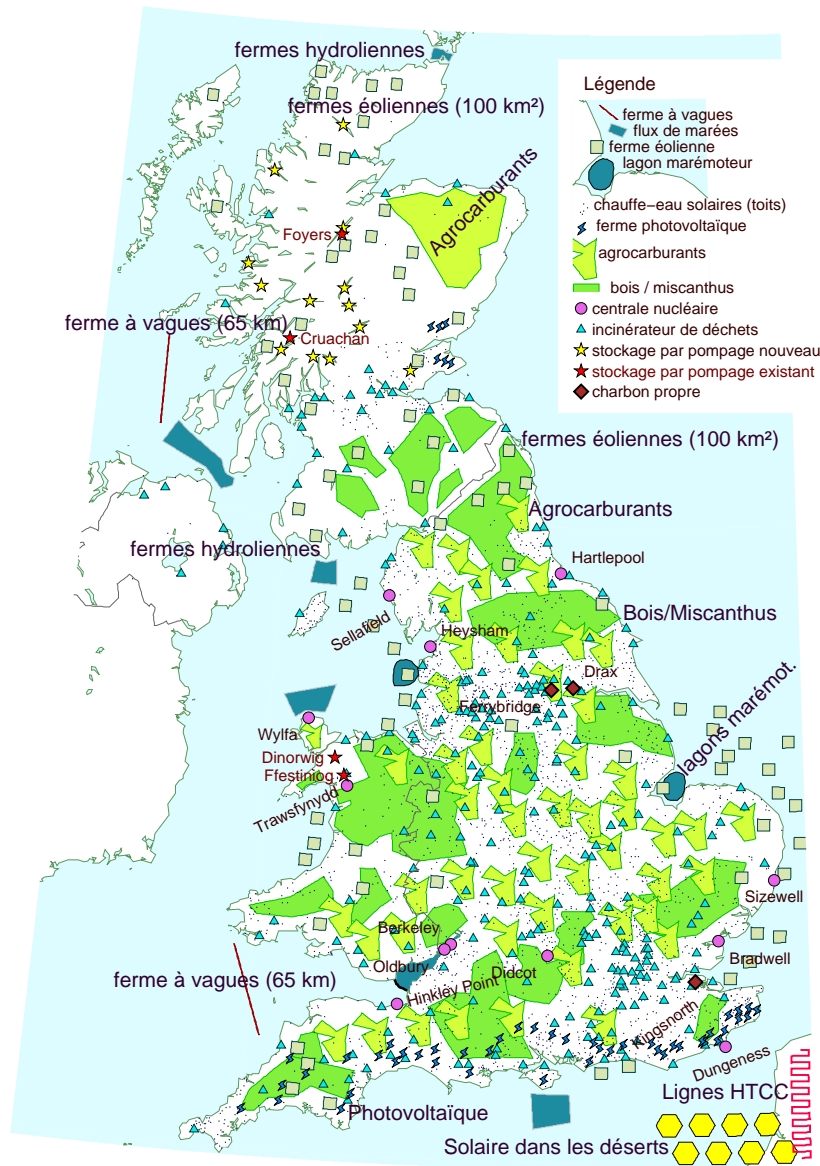 fermes hydroliennes
fermes éoliennes (100 km²)
Légende
ferme à vagues
flux de marées
ferme éolienne
lagon marémoteur
chauffe−eau solaires (toits)
ferme photovoltaïque
agrocarburants
bois / miscanthus
centrale nucléaire
incinérateur de déchets
stockage par pompage nouveau
stockage par pompage existant
charbon propre
Agrocarburants
Foyers
ferme à vagues (65 km)
Cruachan
fermes éoliennes (100 km²)
Agrocarburants
fermes hydroliennes
Hartlepool
Sellafield
Bois/Miscanthus
Heysham
Drax
Ferrybridge
lagons marémot.
Wylfa
Dinorwig
Ffestiniog
Trawsfynydd
Sizewell
Berkeley
Oldbury
Bradwell
Didcot
ferme à vagues (65 km)
Hinkley Point
Kingsnorth
Dungeness
Lignes HTCC
Photovoltaïque
Solaire dans les déserts